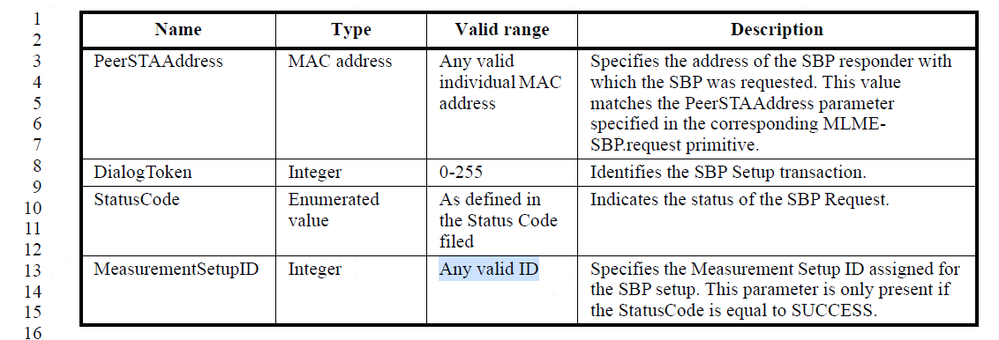 1
2
3
4
5
6
7
8
9
10
11
12
13
14
15
16
Name Type Valid range Description
PeerSTAAddress MAC address Any valid Specifies the address of the SBP responder with
individual MAC which the SBP was requested. This value
address matches the PeerSTAAddress parameter
specified in the corresponding MLME-
SBP.request primitive.
DialogToken Integer 0-255 Identifies the SBP Setup transaction.
StatusCode Enumerated As defined in Indicates the status of the SBP Request.
value the Status Code
filed
MeasurementSetupID Integer Any valid ID Specifies the Measurement Setup ID assigned for
the SBP setup. This parameter is only present if
the StatusCode is equal to SUCCESS.